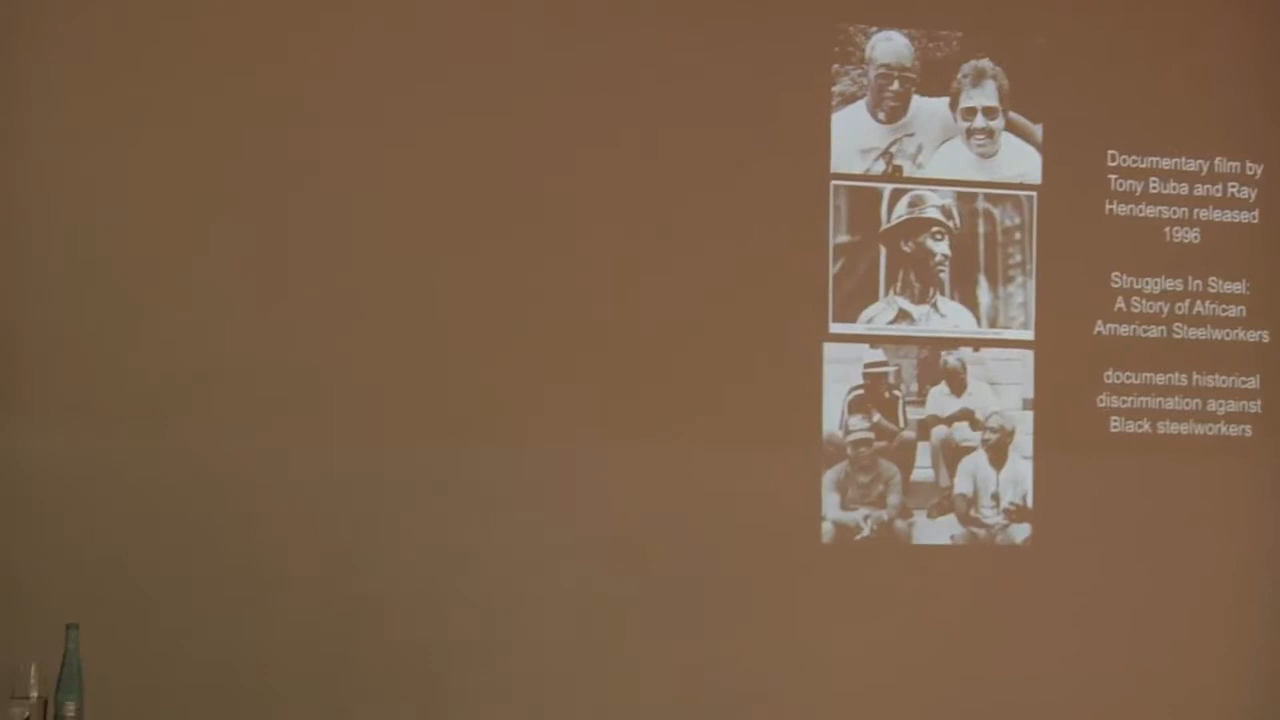 Documentary film by
Tony Buba and Ray
Henderson released
1996
Struggles In Steel:
A Story of African
American Steelworkers
documents historical
discrimination against
Black steelworkers